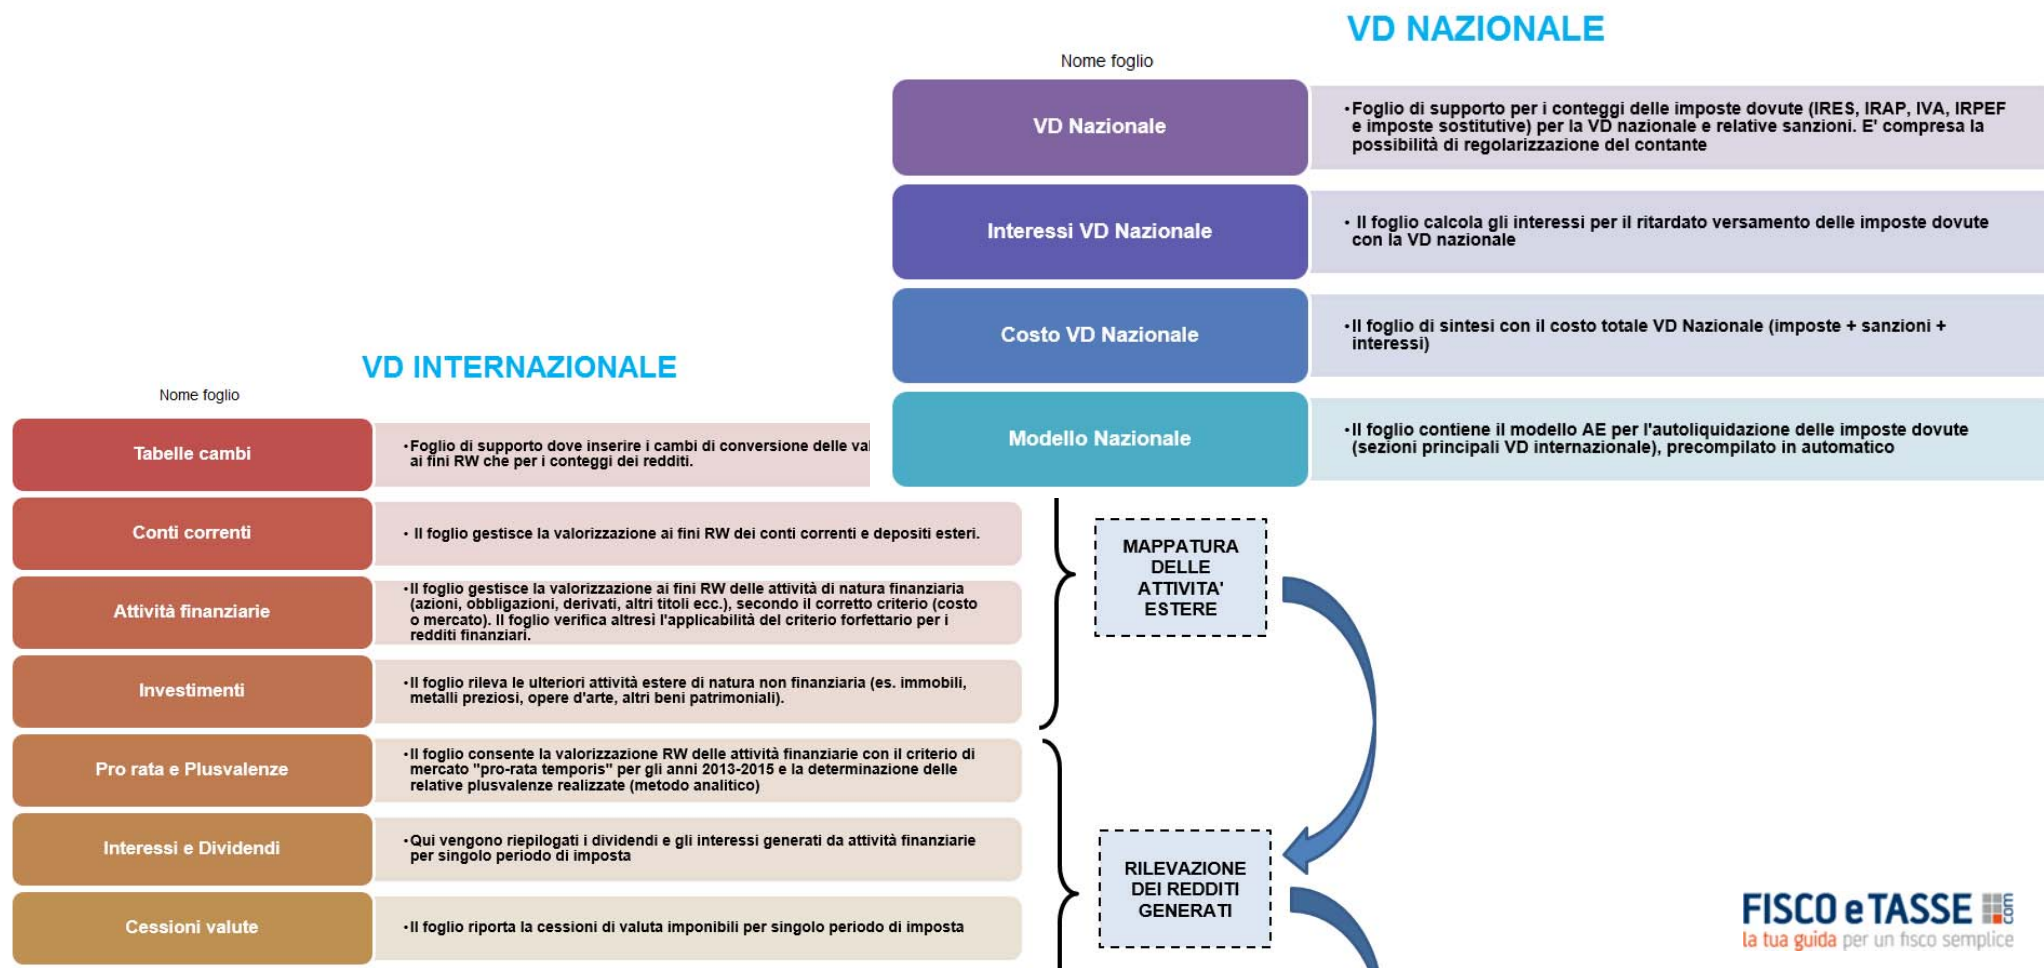 VD NAZIONALE
Nome foglio
VD Nazionale
•Foglio di supporto per i conteggi delle imposte dovute (IRES, IRAP, IVA, IRPEF
e imposte sostitutive) per la VD nazionale e relative sanzioni. E' compresa la
possibilità di regolarizzazione del contante
Interessi VD Nazionale
• Il foglio calcola gli interessi per il ritardato versamento delle imposte dovute
con la VD nazionale
Costo VD Nazionale
•Il foglio di sintesi con il costo totale VD Nazionale (imposte + sanzioni +
interessi)
Modello Nazionale
•Il foglio contiene il modello AE per l'autoliquidazione delle imposte dovute
(sezioni principali VD internazionale), precompilato in automatico
VD INTERNAZIONALE
Nome foglio
Tabelle cambi
•Foglio di supporto dove inserire i cambi di conversione delle val
ai fini RW che per i conteggi dei redditi.
Conti correnti
• Il foglio gestisce la valorizzazione ai fini RW dei conti correnti e depositi esteri.
Attività finanziarie
•Il foglio gestisce la valorizzazione ai fini RW delle attività di natura finanziaria
(azioni, obbligazioni, derivati, altri titoli ecc.), secondo il corretto criterio (costo
o mercato). Il foglio verifica altresì l'applicabilità del criterio forfettario per i
redditi finanziari.
Investimenti
•Il foglio rileva le ulteriori attività estere di natura non finanziaria (es. immobili,
metalli preziosi, opere d'arte, altri beni patrimoniali).
Pro rata e Plusvalenze
•Il foglio consente la valorizzazione RW delle attività finanziarie con il criterio di
mercato "pro-rata temporis" per gli anni 2013-2015 e la determinazione delle
relative plusvalenze realizzate (metodo analitico)
Interessi e Dividendi
•Qui vengono riepilogati i dividendi e gli interessi generati da attività finanziarie
per singolo periodo di imposta
Cessioni valute
•Il foglio riporta la cessioni di valuta imponibili per singolo periodo di imposta
MAPPATURA
DELLE
ATTIVITA'
ESTERE
RILEVAZIONE
DEI REDDITI
GENERATI
FISCO e TASSE .com
la tua guida per un fisco semplice